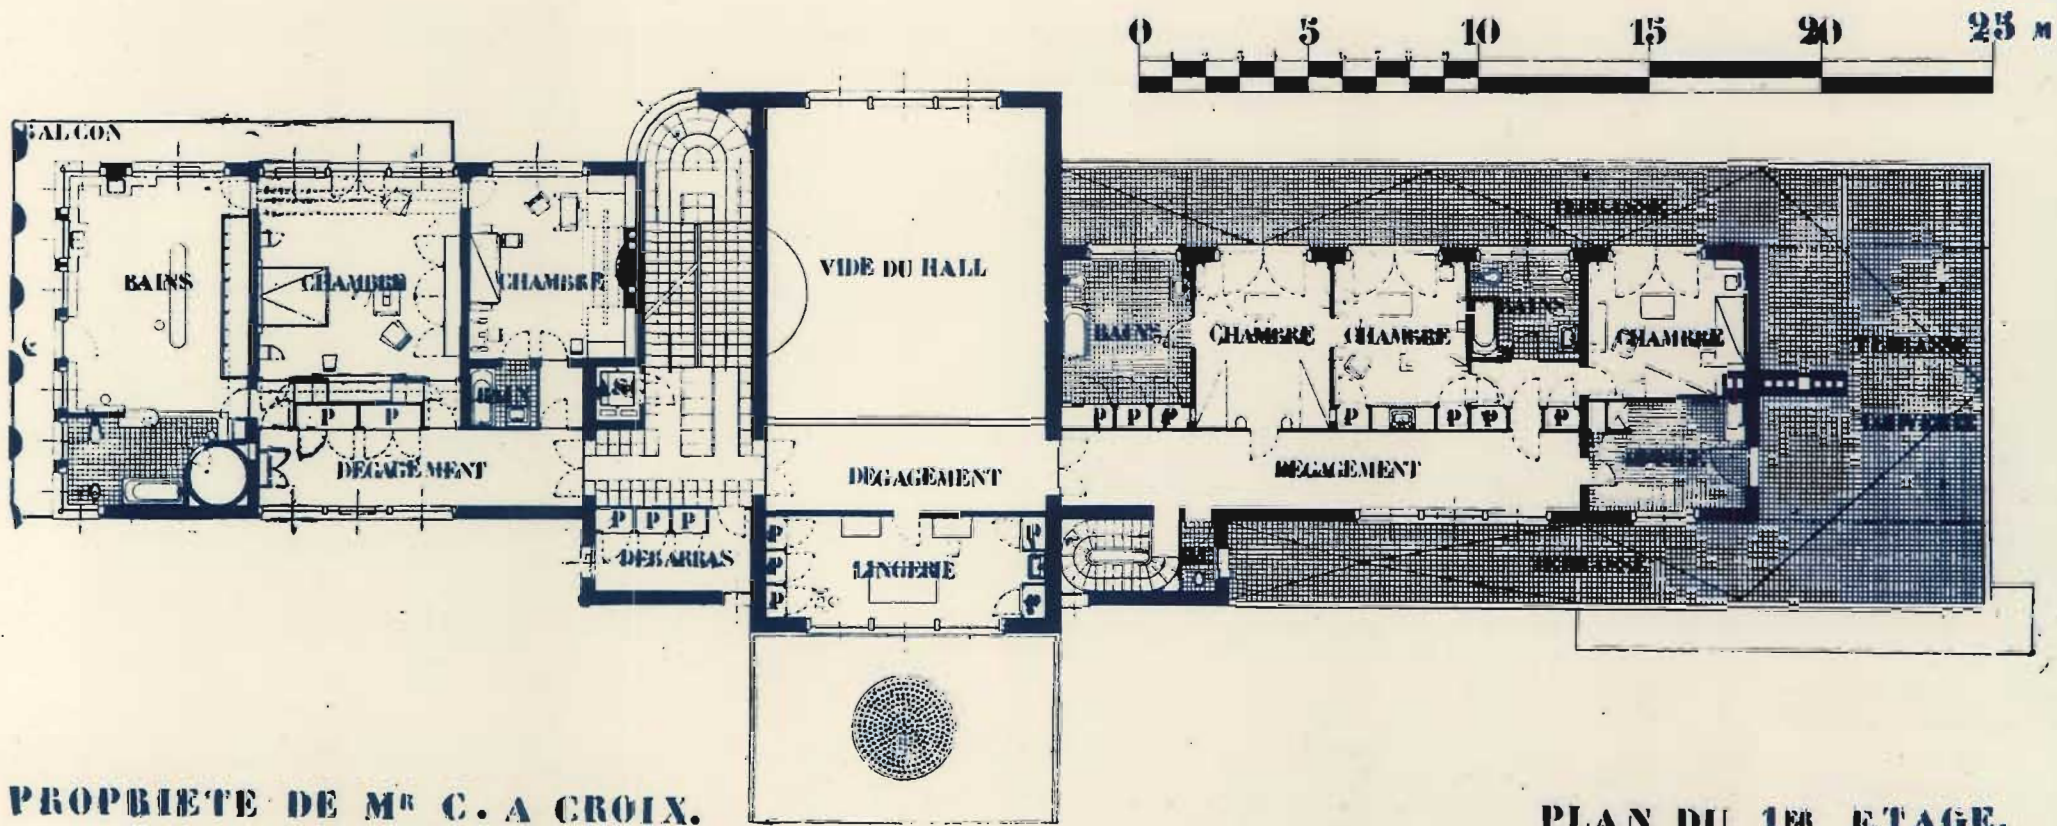 0 5 10 15 20 25 M
BALCON
TERRASSE
BAINS
CHAMBRE
CHAMBRE
VIDE DU HALL
BAINS
CHAMBRE
CHAMBRE
BAINS
CHAMBRE
TERRASSE
BAIN
P P
P P P P P P P
DEGAGEMENT
DEGAGEMENT
DEGAGEMENT
P P P
P P
DEBARRAS
P
LINGERIE
TERRASSE
P P
PROPRIETE DE MR C. A CROIX.
PLAN DU 1ER ETAGE.